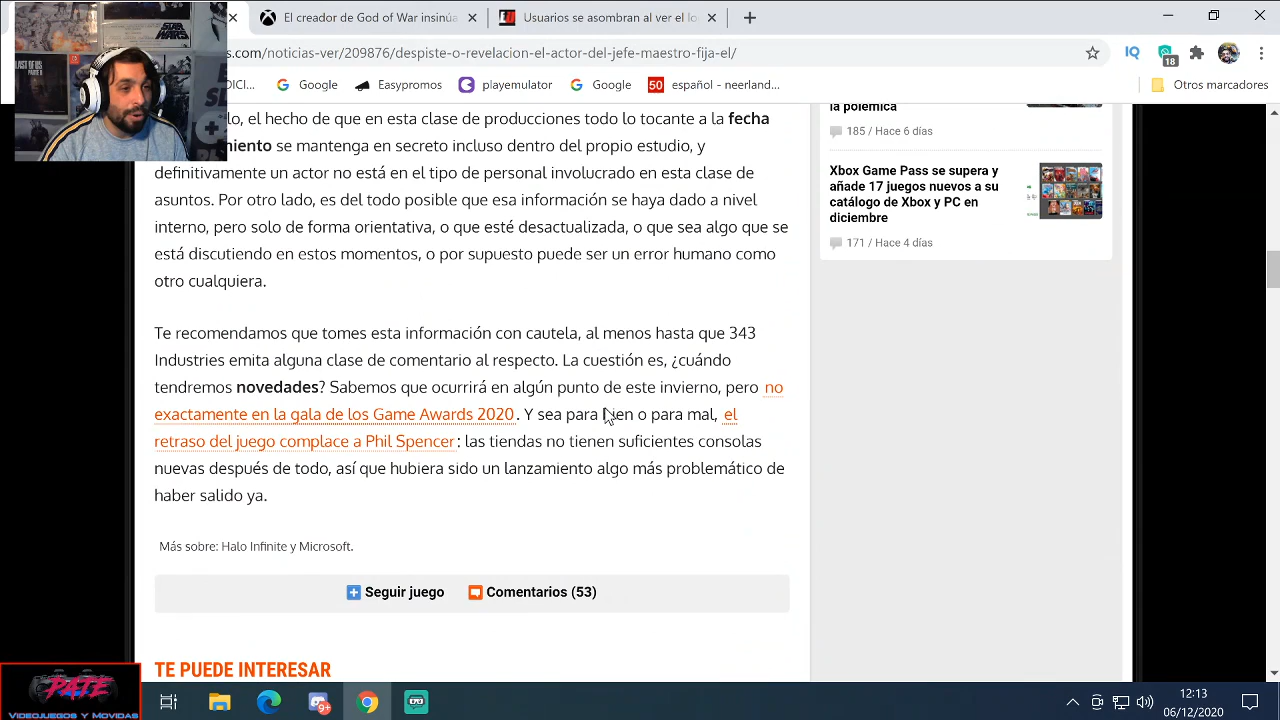 El creador de God of War insinúa
.com/noticias/ver/209876/despiste-o-revelacion-el-actor-del-jefe-maestro-fija-el/
18
Google
Easypromos
playemulator
Google
50 español - neerland...
Otros marcadores
lo, el hecho de que en esta clase de producciones todo lo tocante a la fecha
se mantenga en secreto incluso dentro del propio estudio, y
definitivamente un actor no está en el tipo de personal involucrado en esta clase de
asuntos. Por otro lado, es del todo posible que esa información se haya dado a nivel
interno, pero solo de forma orientativa, o que esté desactualizada, o que sea algo que se
está discutiendo en estos momentos, o por supuesto puede ser un error humano como
otro cualquiera.
Te recomendamos que tomes esta información con cautela, al menos hasta que 343
Industries emita alguna clase de comentario al respecto. La cuestión es, ¿cuándo
tendremos novedades? Sabemos que ocurrirá en algún punto de este invierno, pero no
exactamente en la gala de los Game Awards 2020. Y sea para bien o para mal, el
retraso del juego complace a Phil Spencer: las tiendas no tienen suficientes consolas
nuevas después de todo, así que hubiera sido un lanzamiento algo más problemático de
haber salido ya.
Más sobre: Halo Infinite y Microsoft.
Seguir juego
Comentarios (53)
TE PUEDE INTERESAR
la polémica
185 / Hace 6 días
Xbox Game Pass se supera y
añade 17 juegos nuevos a su
catálogo de Xbox y PC en
diciembre
171 / Hace 4 días
STAR WARS
PATE
VIDEOJUEGOS Y MOVIDAS
12:13
06/12/2020